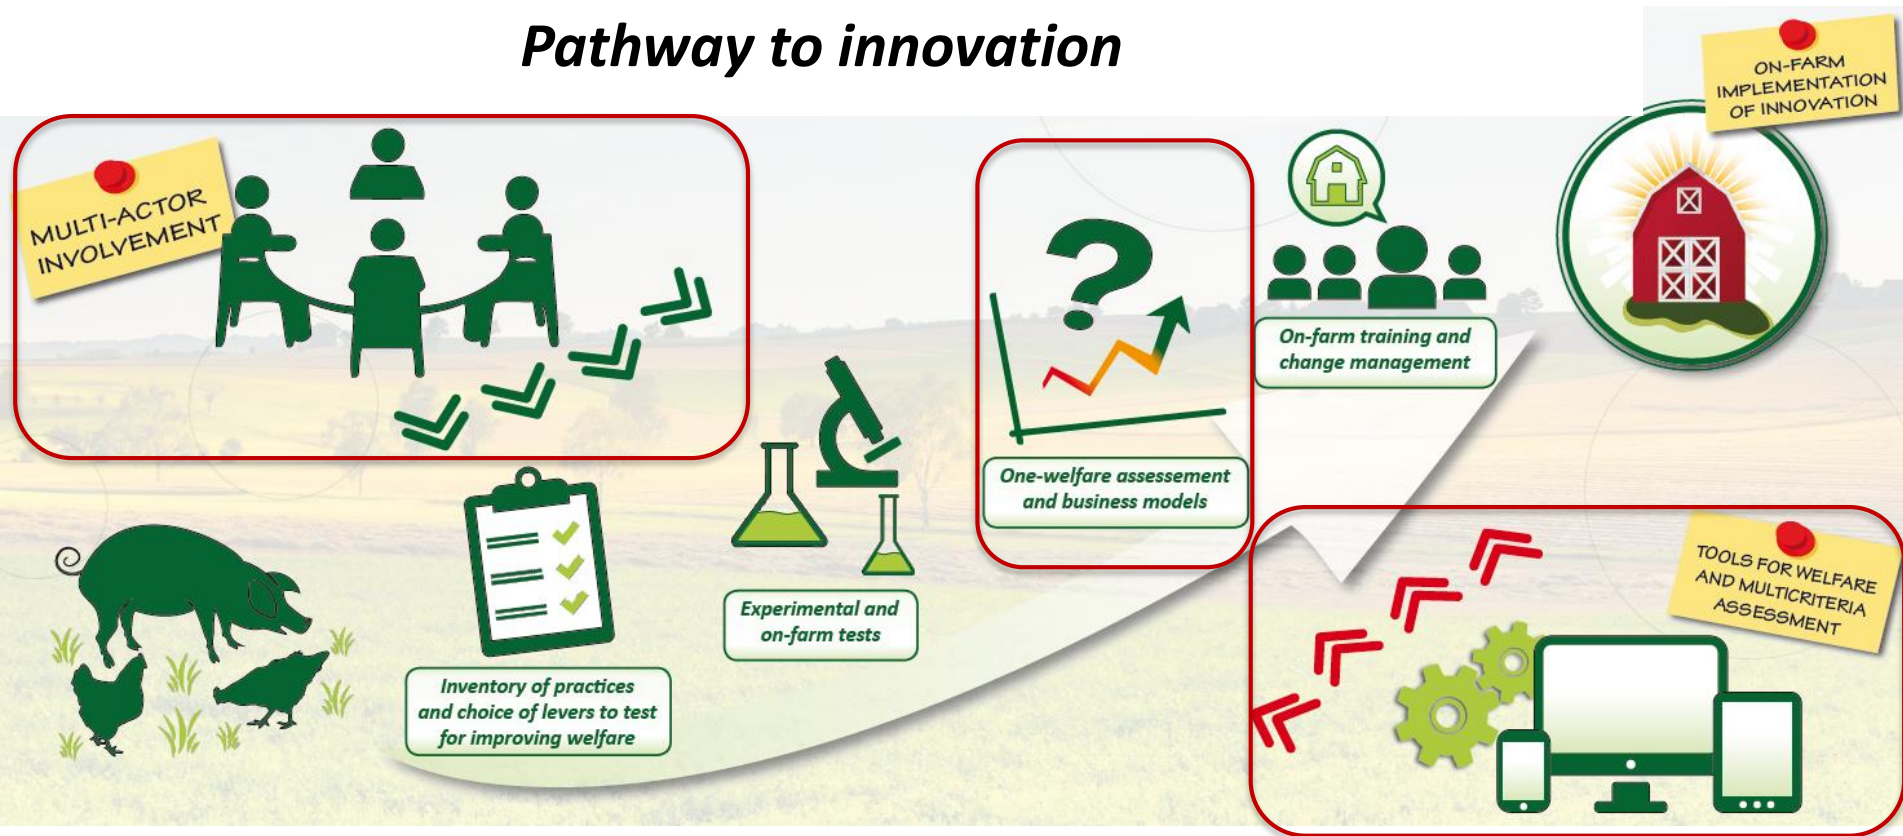 Pathway to innovation
ON-FARM
IMPLEMENTATION
OF INNOVATION
MULTI-ACTOR
INVOLVEMENT
On-farm training and
change management
One-welfare assessement
and business models
TOOLS FOR WELFARE
AND MULTICRITERIA
ASSESSMENT
Experimental and
on-farm tests
Inventory of practices
and choice of levers to test
for improving welfare